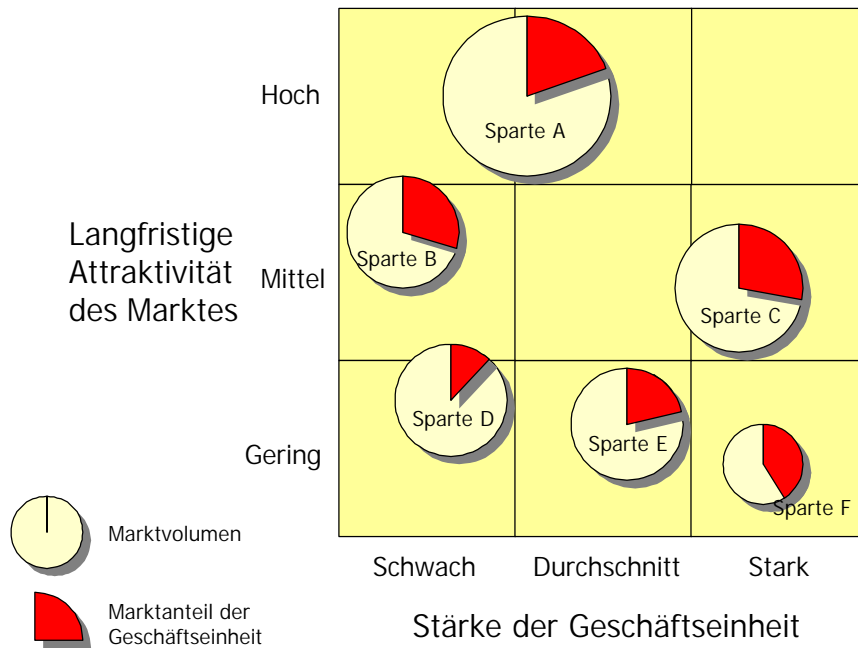 Hoch
Sparte A
Langfristige
Attraktivität
des Marktes
Mittel
Sparte B
Sparte C
Sparte D
Sparte E
Gering
Sparte F
Marktvolumen
Schwach
Durchschnitt
Stark
Marktanteil der
Geschäftseinheit
Stärke der Geschäftseinheit